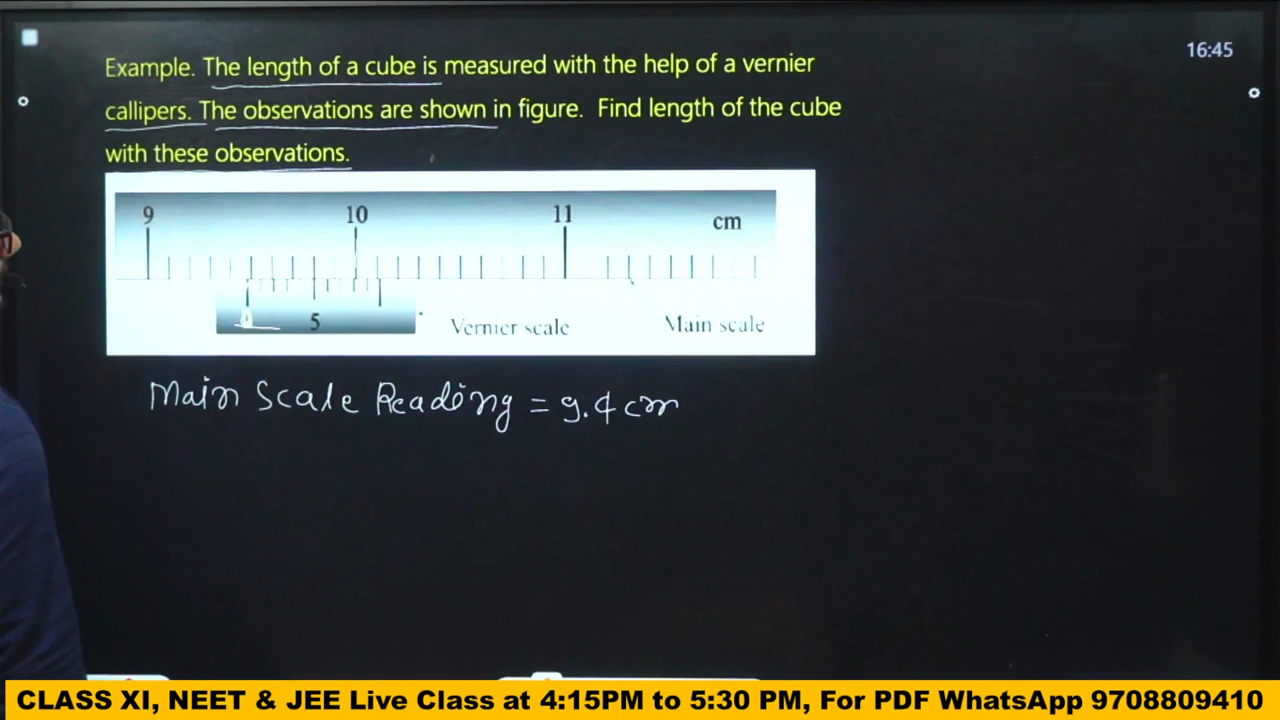 16:45
Example. The length of a cube is measured with the help of a vernier
callipers. The observations are shown in figure. Find length of the cube
with these observations.
9 10 11 cm
0 5 Vernier scale Main scale
Main Scale Reading = 9.4 cm
CLASS XI, NEET & JEE Live Class at 4:15PM to 5:30 PM, For PDF WhatsApp 9708809410